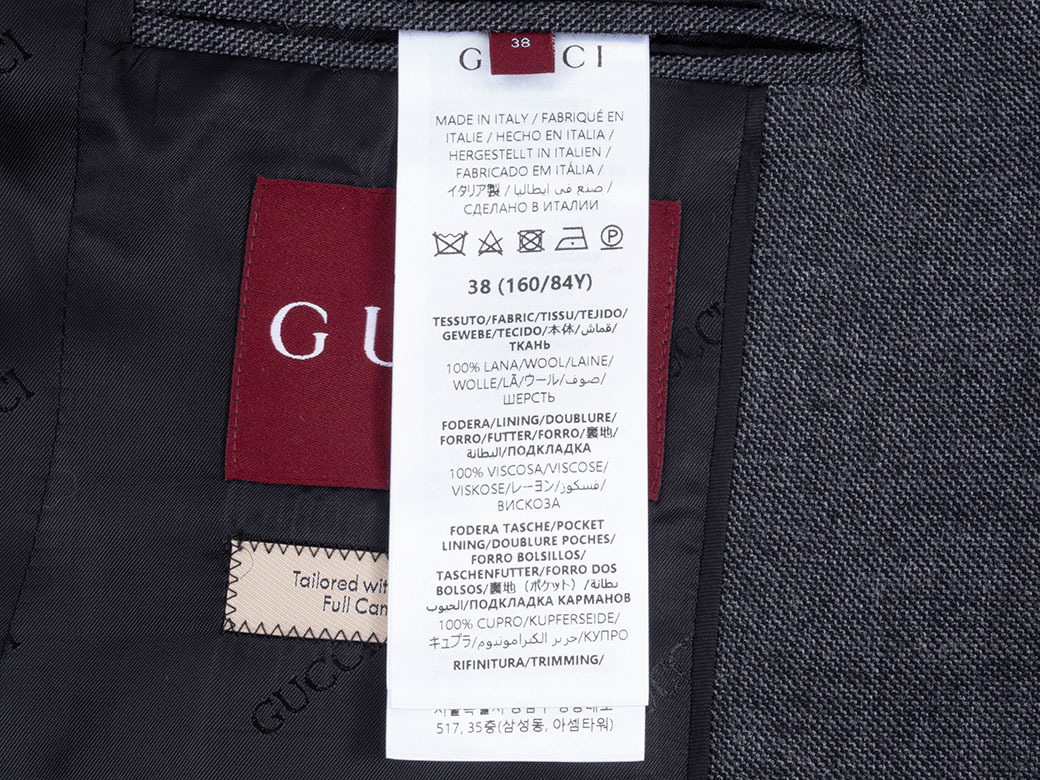 38
G CI
MADE IN ITALY / FABRIQUÉ EN
ITALIE / HECHO EN ITALIA /
HERGESTELLT IN ITALIEN /
FABRICADO EM ITÁLIA /
イタリア製 / صنع في ايطاليا /
СДЕЛАНО В ИТАЛИИ
P
38 (160/84Y)
TESSUTO/FABRIC/TISSU/TEJIDO/
GEWEBE/TECIDO/本体/قماش/
ТКАНЬ
100% LANA/WOOL/LAINE/
WOLLE/LÃ/ウール/صوف/
ШЕРСТЬ
FODERA/LINING/DOUBLURE/
FORRO/FUTTER/FORRO/裏地/
البطانة/ПОДКЛАДКА
100% VISCOSA/VISCOSE/
VISKOSE/レーヨン/فسكوز/
ВИСКОЗА
FODERA TASCHE/POCKET
LINING/DOUBLURE POCHES/
FORRO BOLSILLOS/
TASCHENFUTTER/FORRO DOS
BOLSOS/裏地（ポケット）/بطانة
الجيوب/ПОДКЛАДКА КАРМАНОВ
100% CUPRO/KUPFERSEIDE/
キュプラ/حرير الكبرامونيوم/КУПРО
RIFINITURA/TRIMMING/
517, 35층(삼성동, 아셈타워)
GU
Tailored wit
Full Can
GUCCI
GUCCI
CI